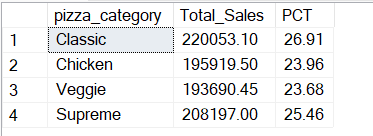 pizza_category Total_Sales PCT
1 Classic 220053.10 26.91
2 Chicken 195919.50 23.96
3 Veggie 193690.45 23.68
4 Supreme 208197.00 25.46